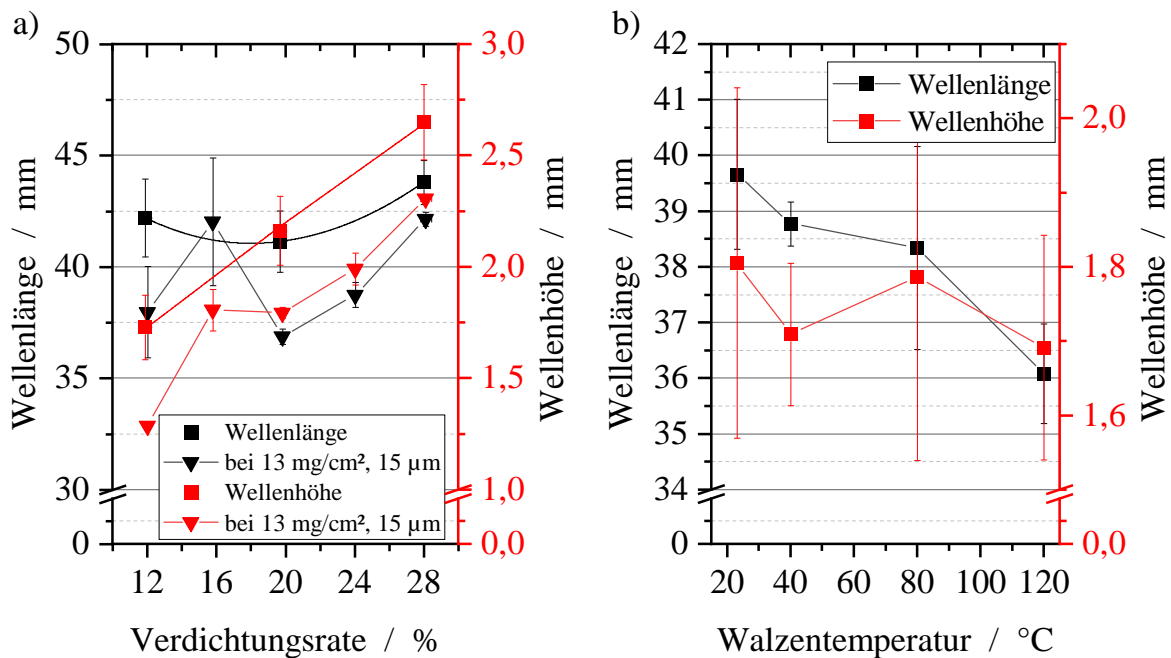 a)
50
45
40
35
30
0
Wellenlänge / mm
3,0
2,5
2,0
1,5
1,0
0,0
Wellenhöhe / mm
Wellenlänge
bei 13 mg/cm², 15 µm
Wellenhöhe
bei 13 mg/cm², 15 µm
12 16 20 24 28
Verdichtungsrate / %
b)
42
41
40
39
38
37
36
35
34
0
Wellenlänge / mm
2,0
1,8
1,6
0,0
Wellenhöhe / mm
Wellenlänge
Wellenhöhe
20 40 60 80 100 120
Walzentemperatur / °C